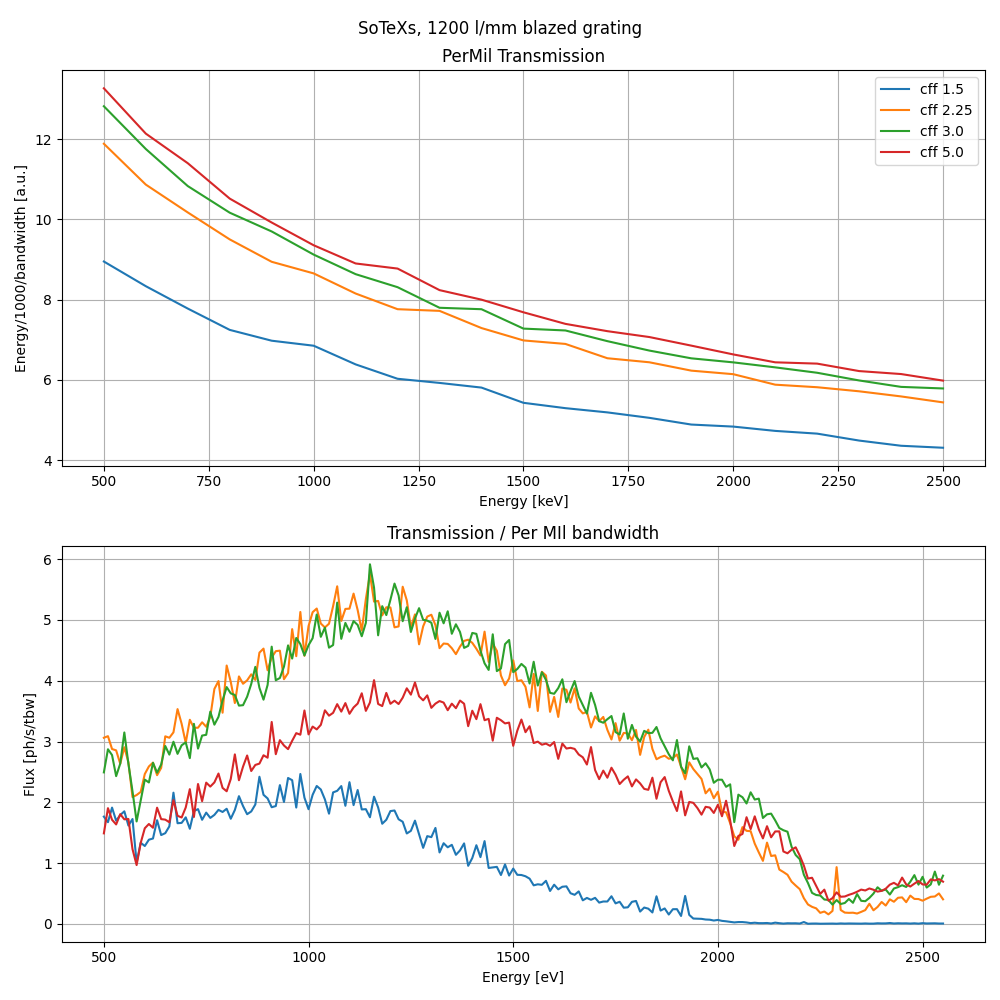 SoTeXs, 1200 l/mm blazed grating
PerMil Transmission
cff 1.5
cff 2.25
cff 3.0
cff 5.0
Energy/1000/bandwidth [a.u.]
12
10
8
6
4
500 750 1000 1250 1500 1750 2000 2250 2500
Energy [keV]
Transmission / Per MIl bandwidth
Flux [ph/s/tbw]
6
5
4
3
2
1
0
500 1000 1500 2000 2500
Energy [eV]